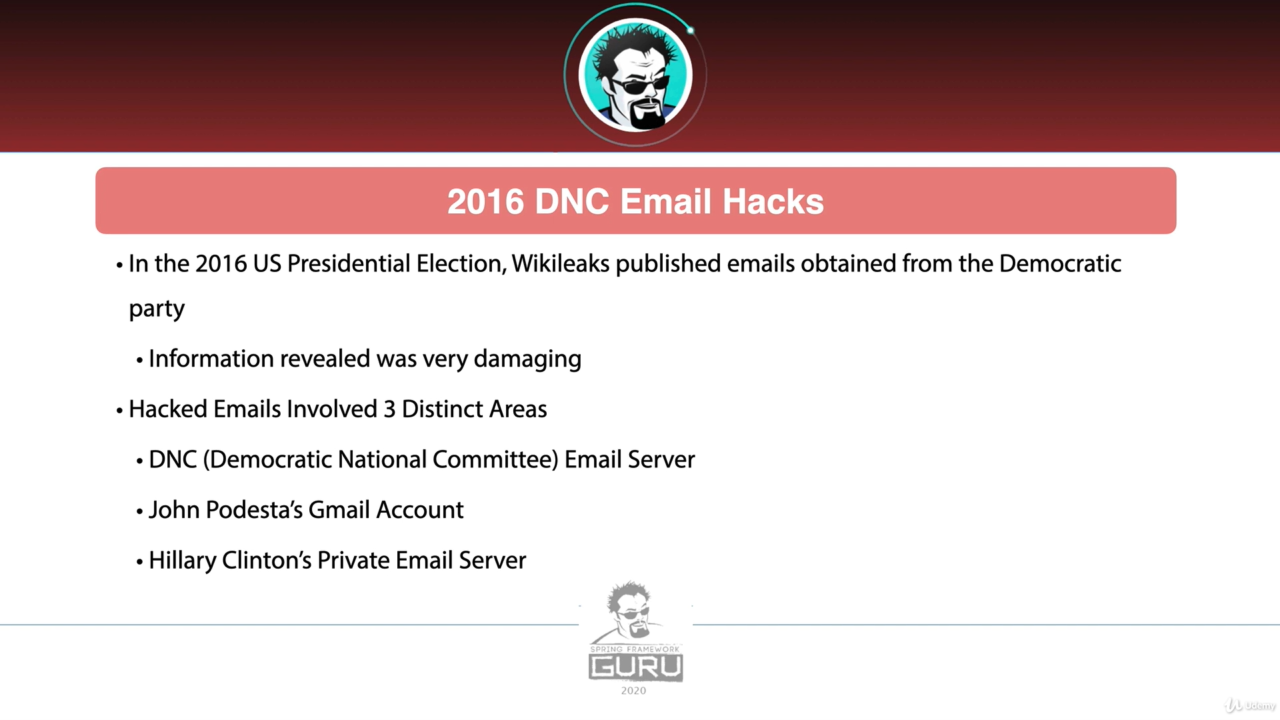 2016 DNC Email Hacks
• In the 2016 US Presidential Election, Wikileaks published emails obtained from the Democratic
party
• Information revealed was very damaging
• Hacked Emails Involved 3 Distinct Areas
• DNC (Democratic National Committee) Email Server
• John Podesta’s Gmail Account
• Hillary Clinton’s Private Email Server
SPRING FRAMEWORK
GURU
2020
Udemy